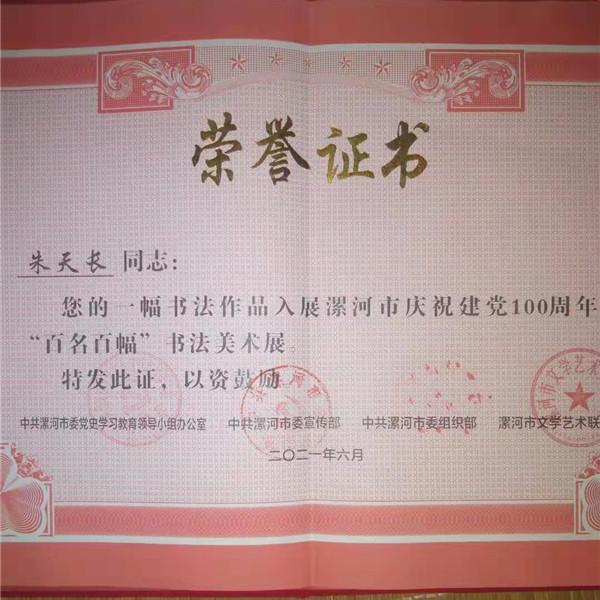 荣誉证书
朱天长 同志:
您的一幅书法作品入展漯河市庆祝建党100周年
“百名百幅”书法美术展。
特发此证,以资鼓励
中共漯河市委党史学习教育领导小组办公室 中共漯河市委宣传部 中共漯河市委组织部 漯河市文学艺术联
二〇二一年六月